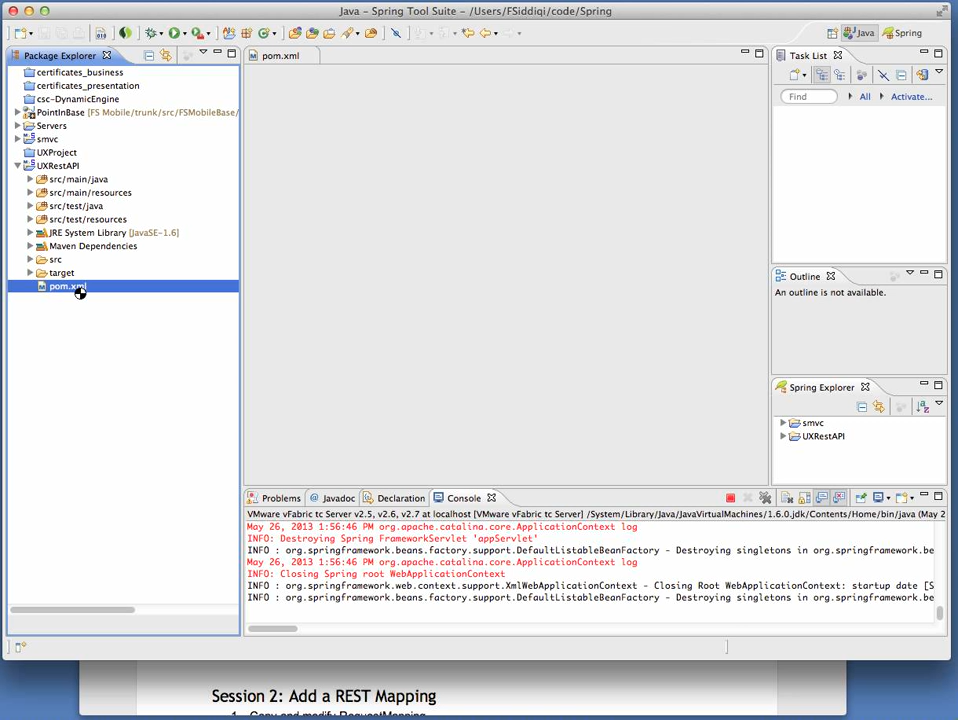 Java – Spring Tool Suite – /Users/FSiddiqi/code/Spring
Java
Spring
Package Explorer
certificates_business
certificates_presentation
csc-DynamicEngine
PointInBase [FS Mobile/trunk/src/FSMobileBase/
Servers
smvc
UXProject
UXRestAPI
src/main/java
src/main/resources
src/test/java
src/test/resources
JRE System Library [JavaSE-1.6]
Maven Dependencies
src
target
pom.xml
pom.xml
Task List
Find
All
Activate...
Outline
An outline is not available.
Spring Explorer
smvc
UXRestAPI
Problems
@ Javadoc
Declaration
Console
VMware vFabric tc Server v2.5, v2.6, v2.7 at localhost [VMware vFabric tc Server] /System/Library/Java/JavaVirtualMachines/1.6.0.jdk/Contents/Home/bin/java (May 2
May 26, 2013 1:56:46 PM org.apache.catalina.core.ApplicationContext log
INFO: Destroying Spring FrameworkServlet 'appServlet'
INFO : org.springframework.beans.factory.support.DefaultListableBeanFactory - Destroying singletons in org.springframework.be
May 26, 2013 1:56:46 PM org.apache.catalina.core.ApplicationContext log
INFO: Closing Spring root WebApplicationContext
INFO : org.springframework.web.context.support.XmlWebApplicationContext - Closing Root WebApplicationContext: startup date [S
INFO : org.springframework.beans.factory.support.DefaultListableBeanFactory - Destroying singletons in org.springframework.be
Session 2: Add a REST Mapping
1. Copy and modify RequestMapping